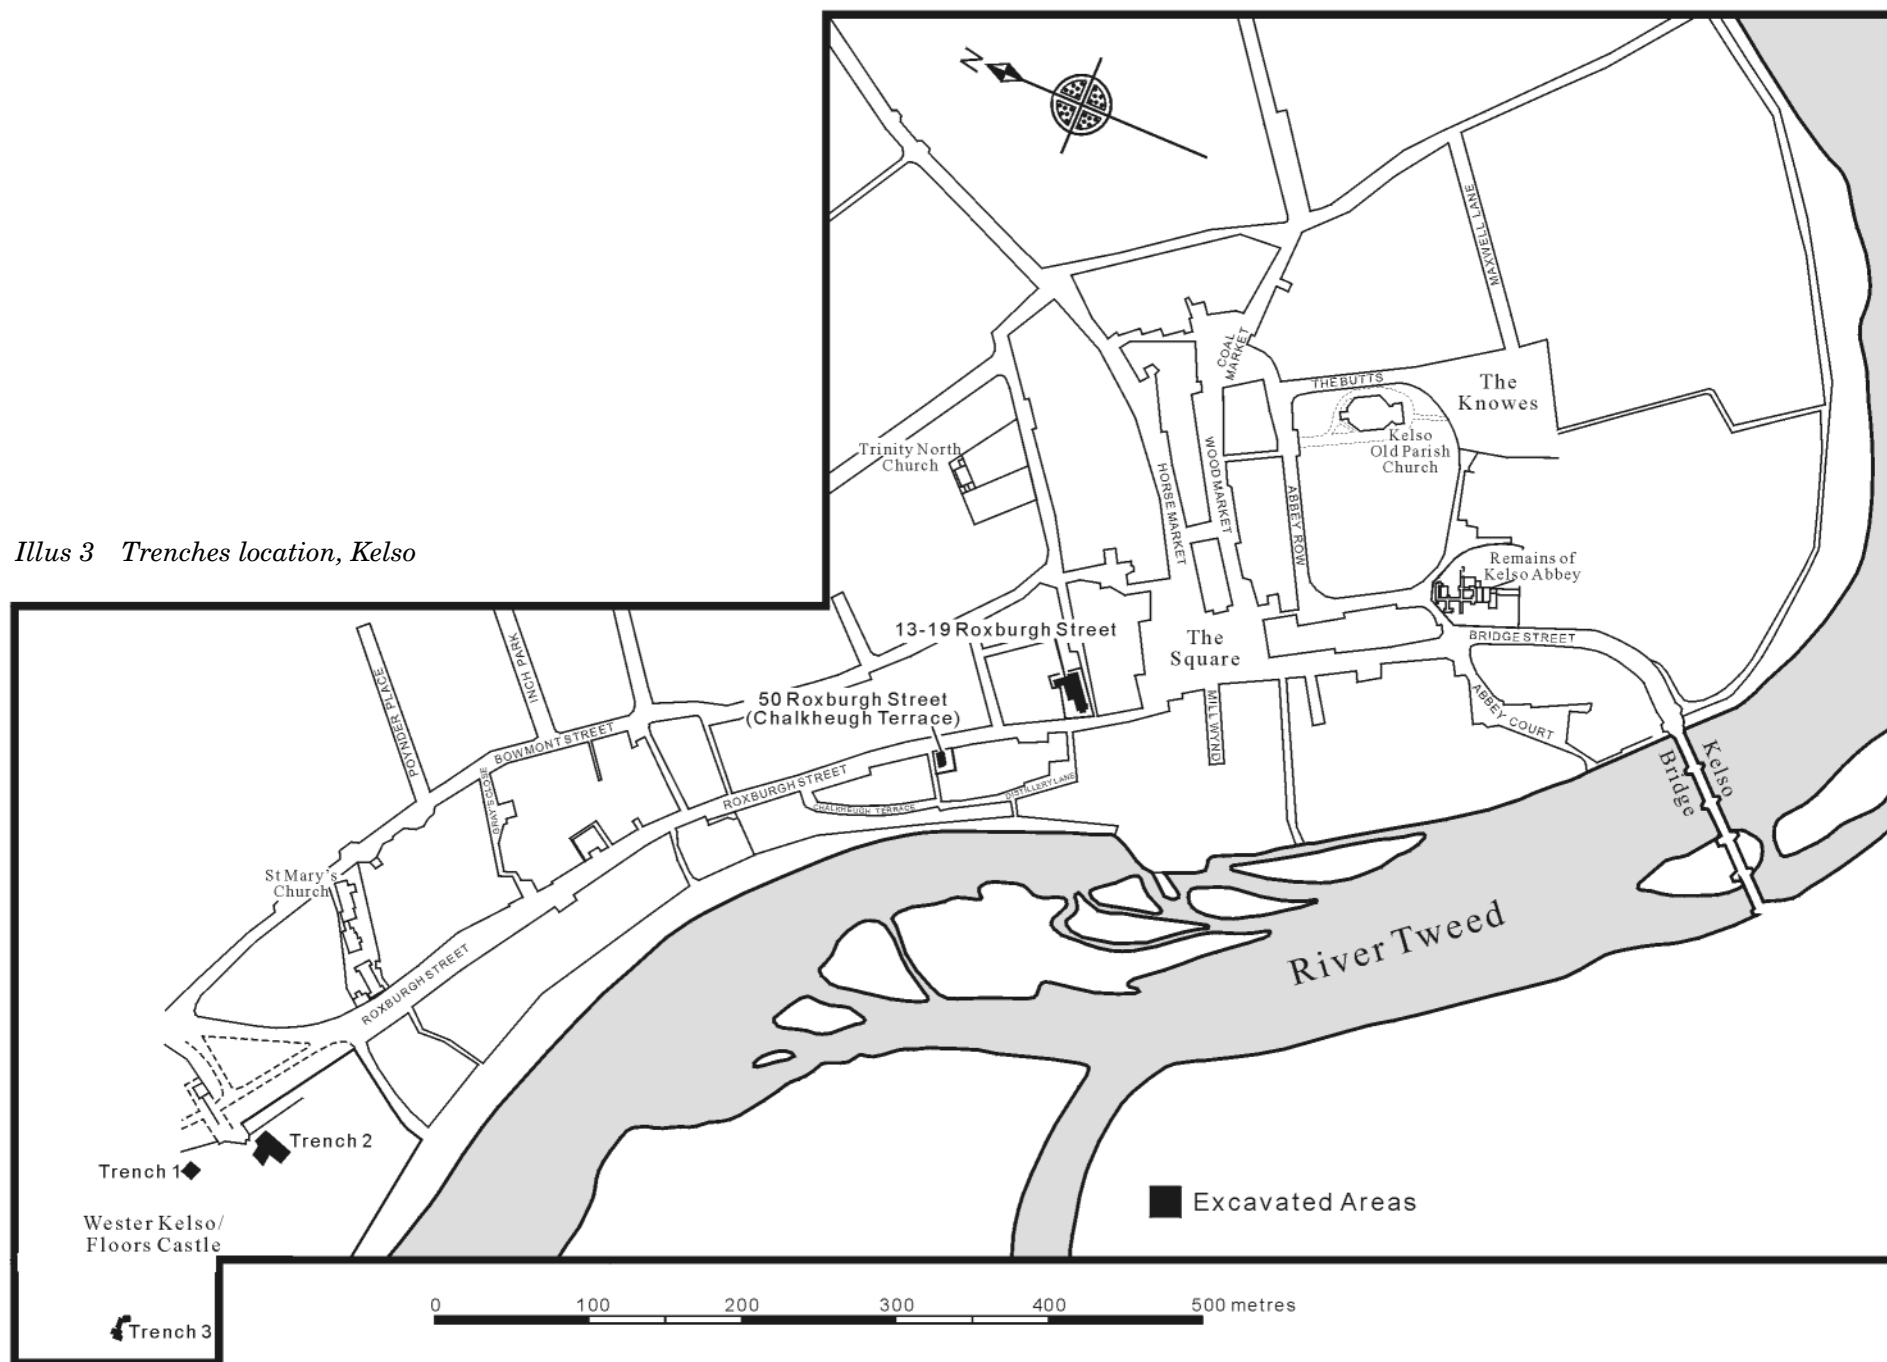 N
MAXWELL LANE
COAL
MARKET
THE BUTTS
The
Knowes
Kelso
Old Parish
Church
Trinity North
Church
HORSE MARKET
WOOD MARKET
ABBEY ROW
Illus 3 Trenches location, Kelso
Remains of
Kelso Abbey
13-19 Roxburgh Street
The
Square
BRIDGE STREET
POYNDER PLACE
INCH PARK
50 Roxburgh Street
(Chalkheugh Terrace)
MILL WYND
ABBEY COURT
BOWMONT STREET
Kelso
Bridge
GRAY'S CLOSE
ROXBURGH STREET
CHALKHEUGH TERRACE
DISTILLERY LANE
St Mary's
Church
River Tweed
ROXBURGH STREET
Trench 2
Trench 1
Wester Kelso/
Floors Castle
Excavated Areas
0 100 200 300 400 500 metres
Trench 3